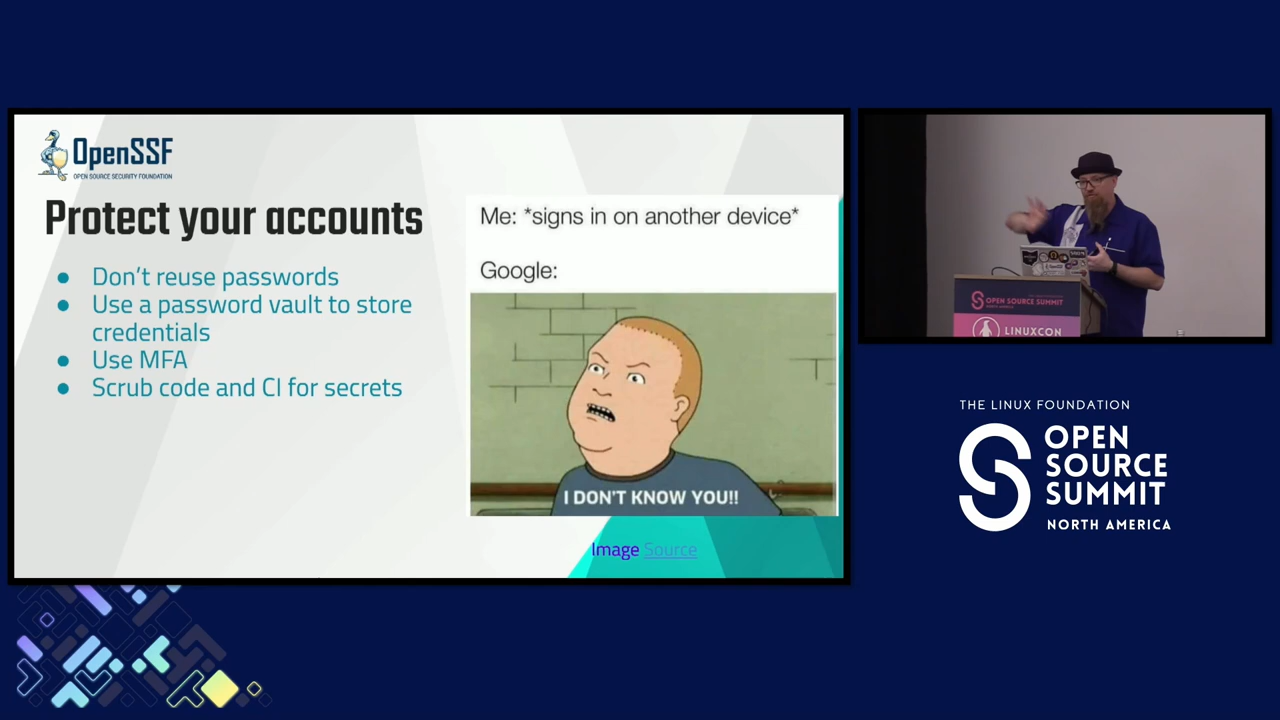 OpenSSF
OPEN SOURCE SECURITY FOUNDATION
Protect your accounts
● Don’t reuse passwords
● Use a password vault to store
credentials
● Use MFA
● Scrub code and CI for secrets
Me: *signs in on another device*
Google:
I DON'T KNOW YOU!!
Image Source
OPEN SOURCE SUMMIT
LINUXCON
THE LINUX FOUNDATION
OPEN
SOURCE
SUMMIT
NORTH AMERICA